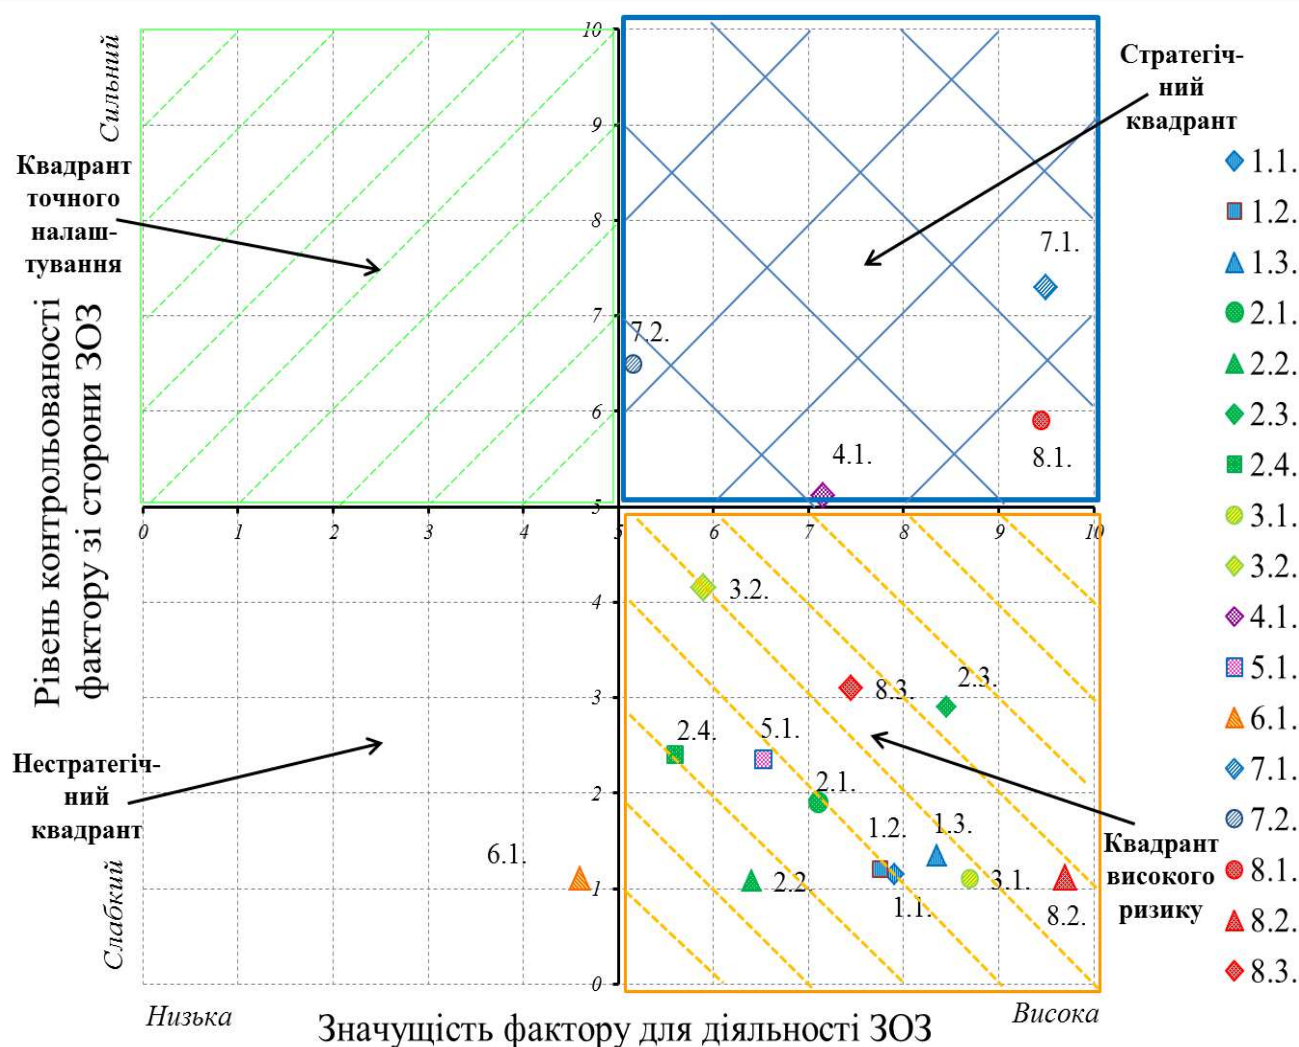 Сильний
10
9
8
7
6
5
4
3
2
1
0
0
1
2
3
4
5
6
7
8
9
10
Слабкий
Низька
Висока
Рівень контрольованості
фактору зі сторони ЗОЗ
Значущість фактору для діяльності ЗОЗ
Квадрант
точного
налаш-
тування
Стратегіч-
ний
квадрант
Нестратегіч-
ний
квадрант
Квадрант
високого
ризику
7.1.
7.2.
8.1.
4.1.
3.2.
8.3.
2.3.
2.4.
5.1.
2.1.
1.2.
1.3.
6.1.
2.2.
1.1.
3.1.
8.2.
1.1.
1.2.
1.3.
2.1.
2.2.
2.3.
2.4.
3.1.
3.2.
4.1.
5.1.
6.1.
7.1.
7.2.
8.1.
8.2.
8.3.